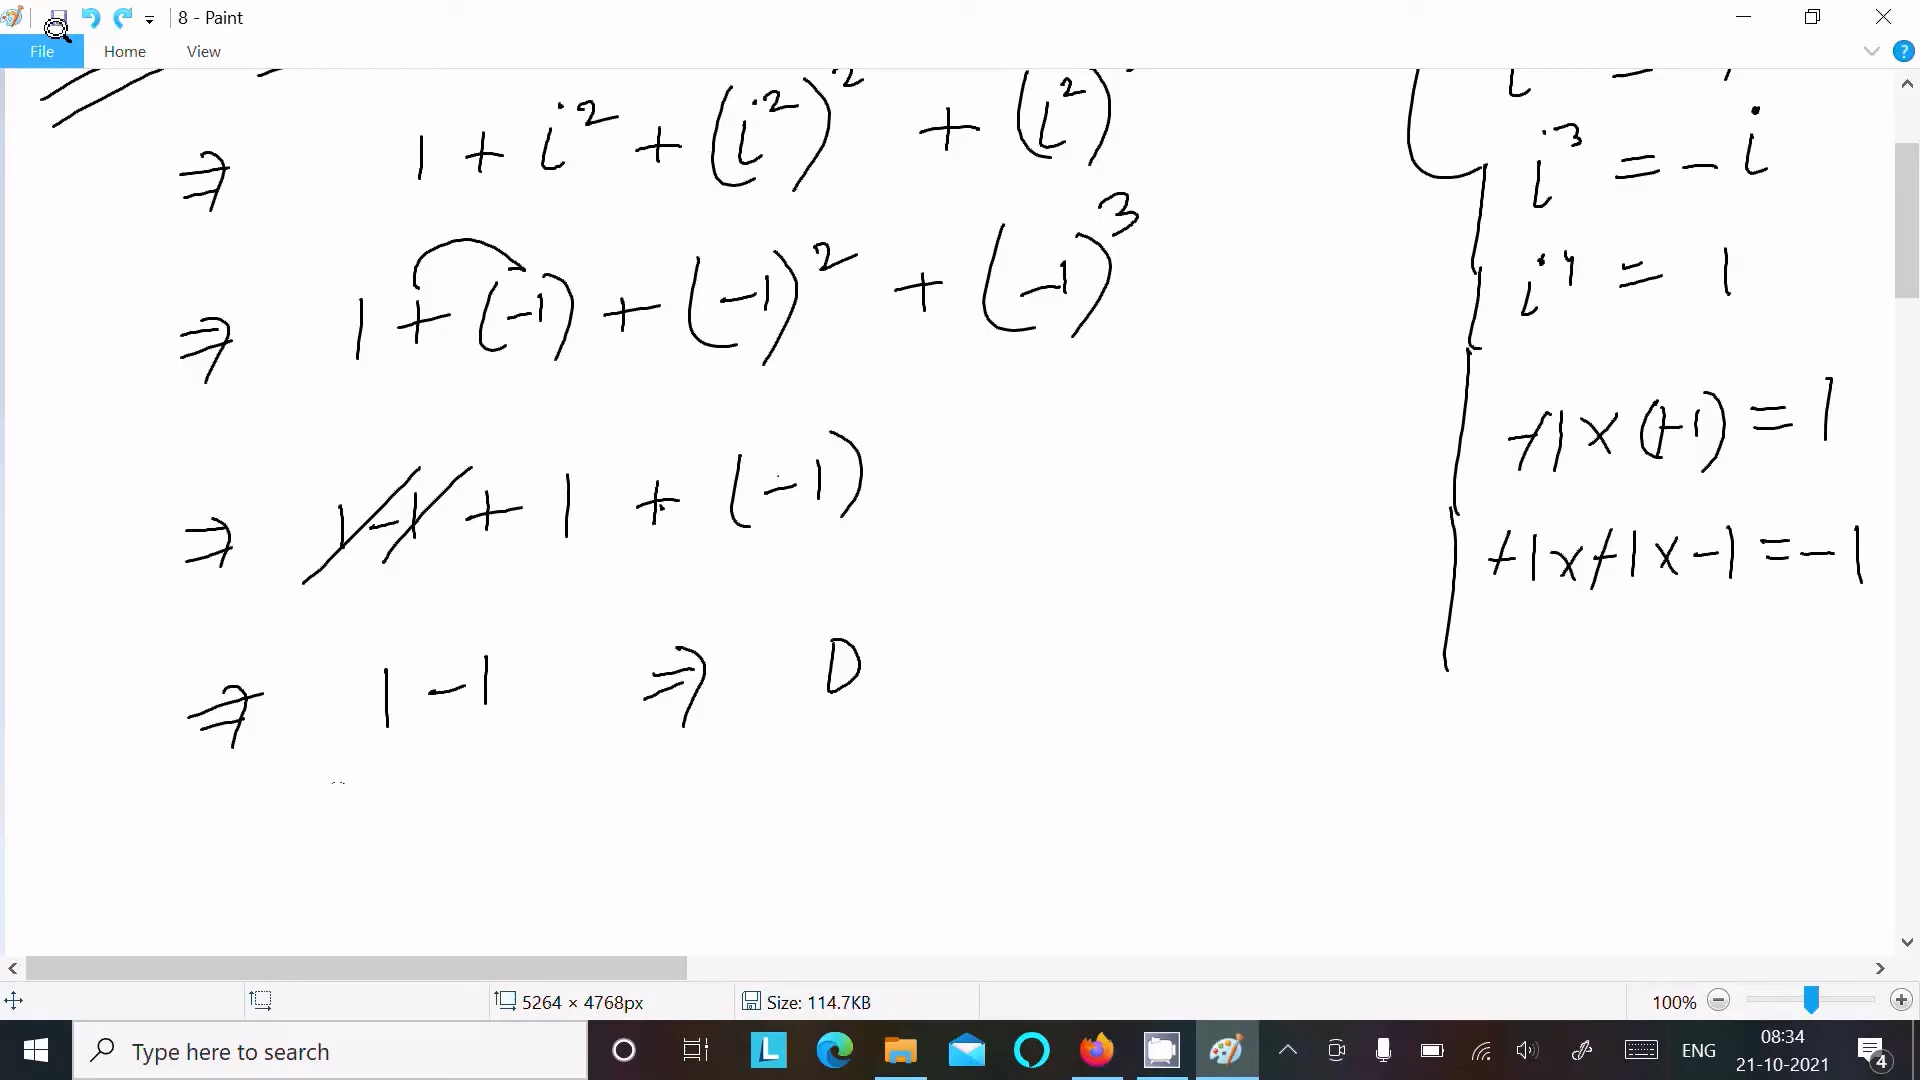 8 - Paint
File Home View
⇒ 1 + i² + (i²)² + (i²)
⇒ 1 + (-1) + (-1)² + (-1)³
⇒ 1 - 1 + 1 + (-1)
⇒ 1 - 1 ⇒ 0
i³ = - i
i⁴ = 1
-1 x (-1) = 1
+1 x +1 x -1 = -1
5264 × 4768px Size: 114.7KB 100%
Type here to search
ENG 08:34
21-10-2021
4